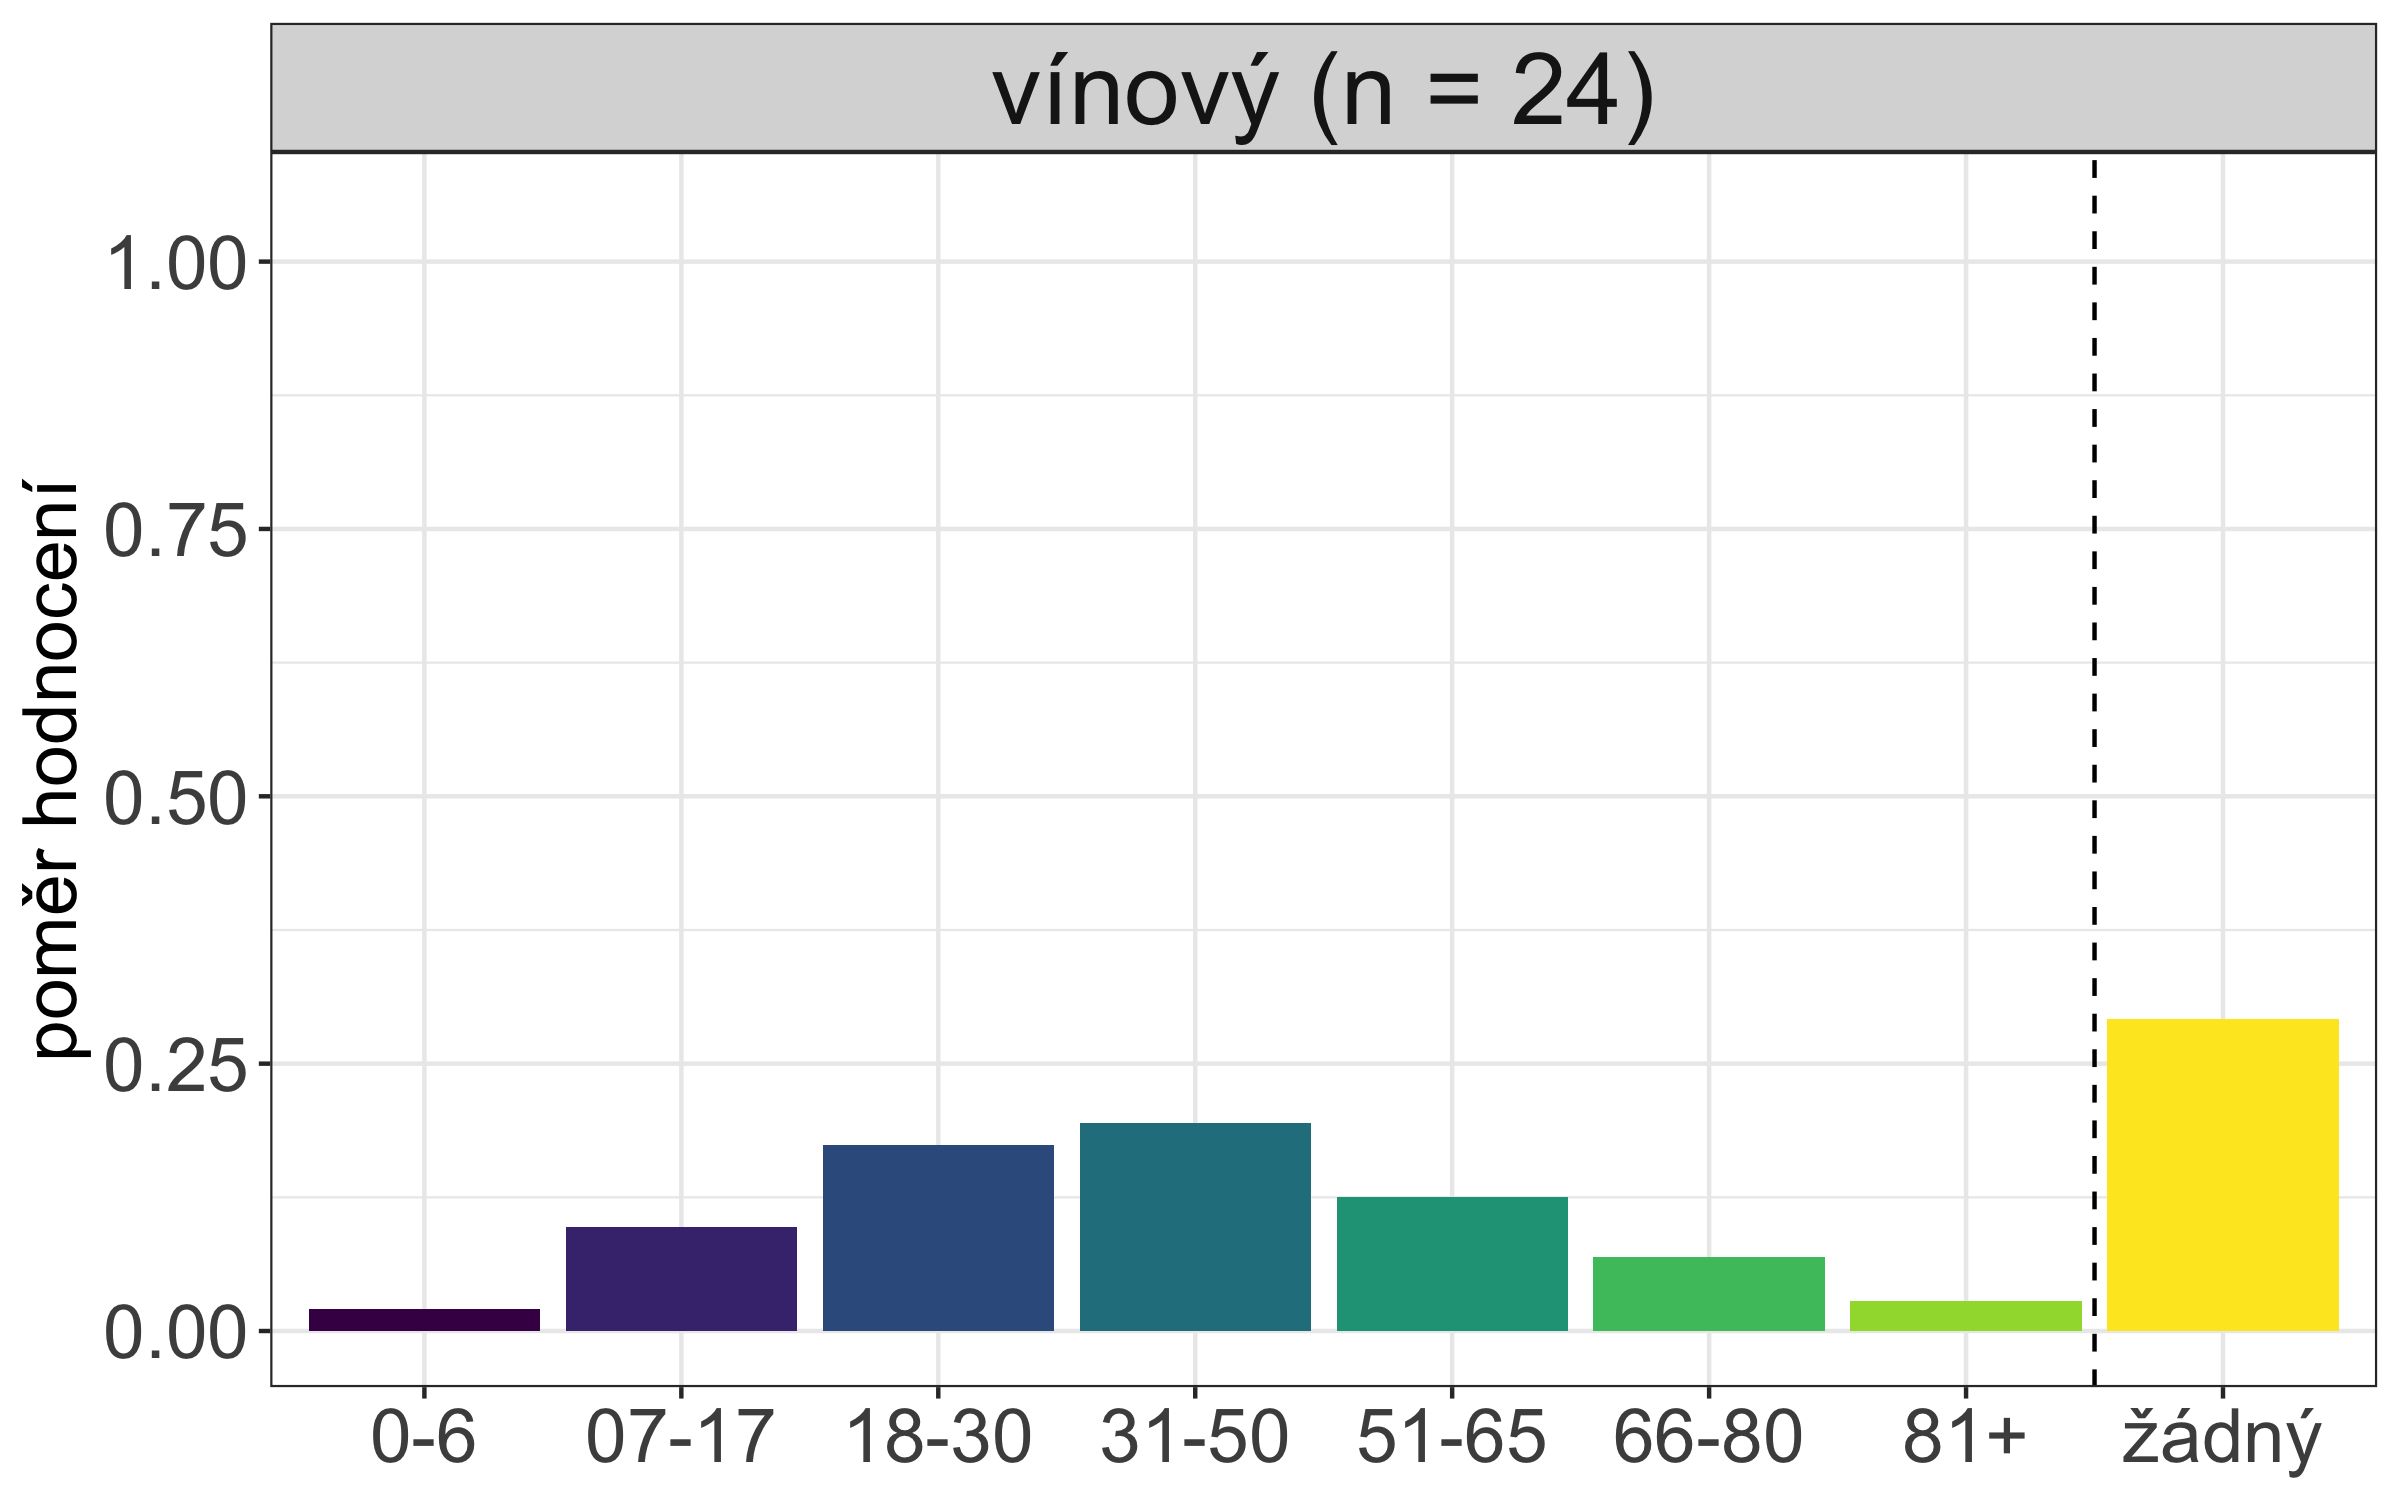 vínový (n = 24)
poměr hodnocení
1.00
0.75
0.50
0.25
0.00
0-6 07-17 18-30 31-50 51-65 66-80 81+ žádný